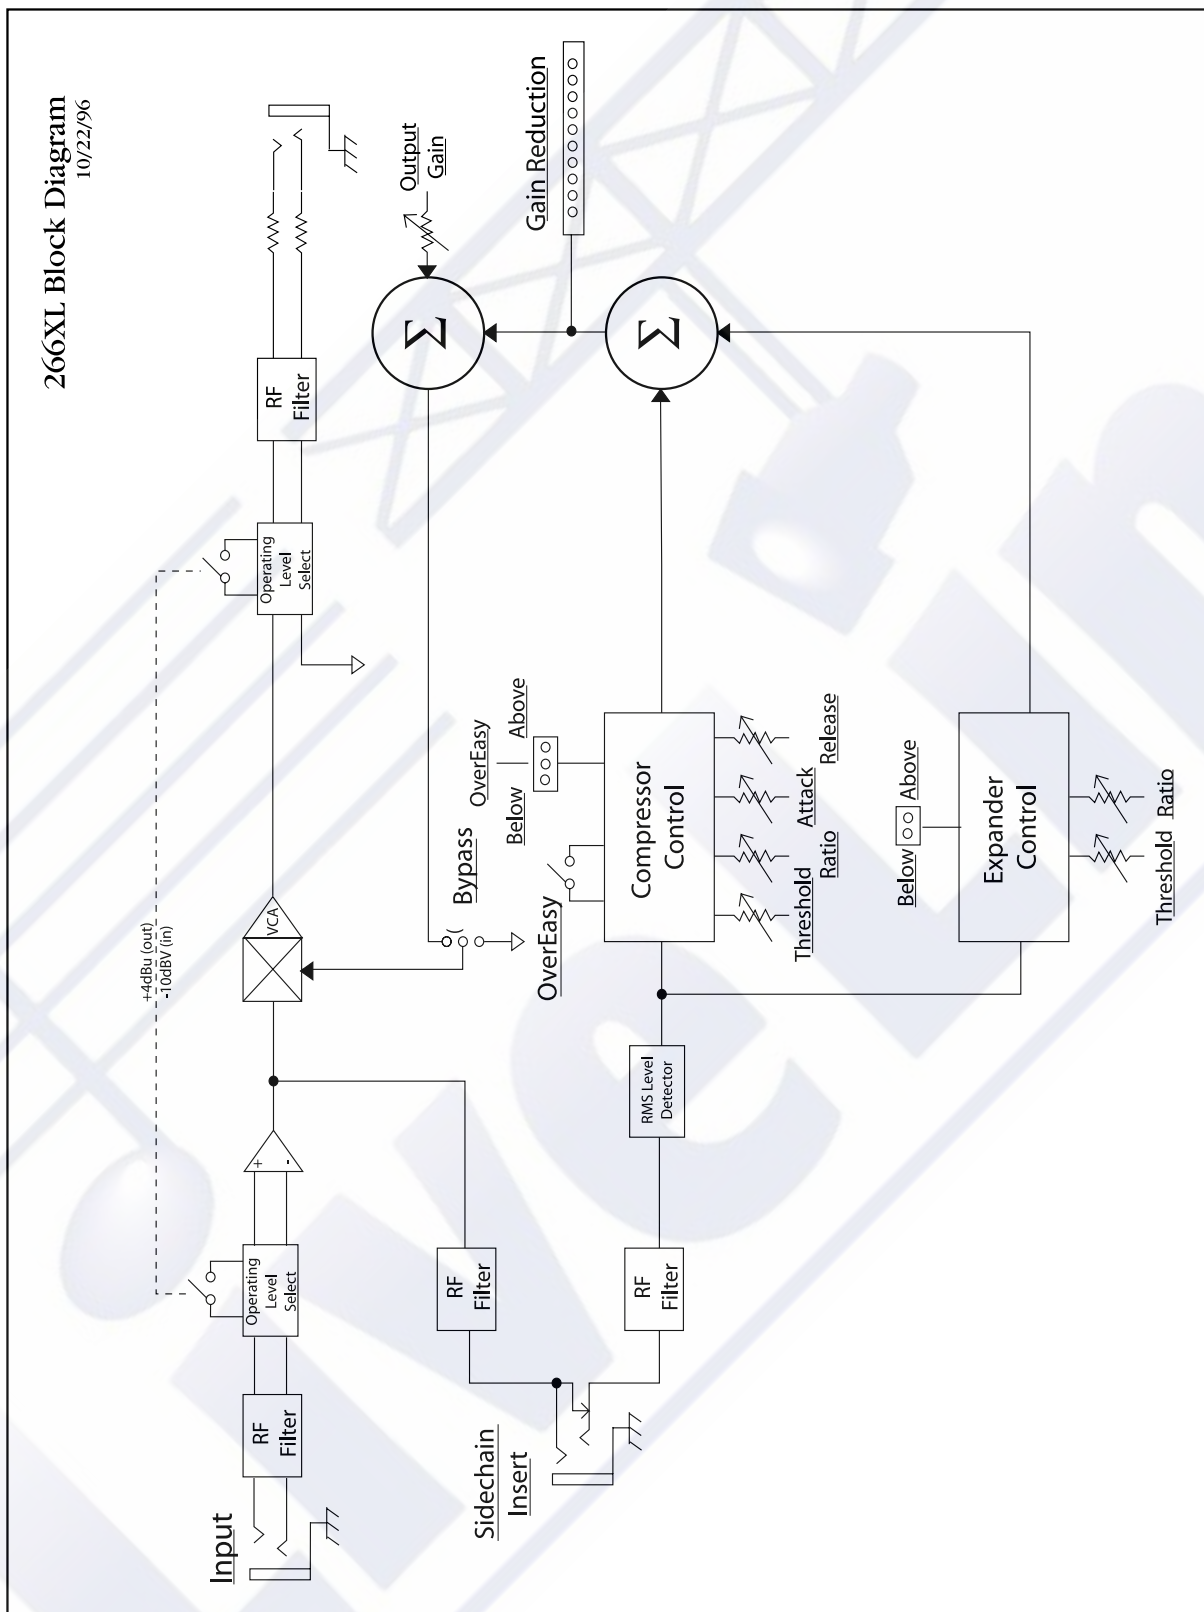 266XL Block Diagram
10/22/96
+4dBu (out)
-10dBV (in)
Input
RF
Filter
Operating
Level
Select
+
-
VCA
Operating
Level
Select
RF
Filter
Sidechain
Insert
RF
Filter
RF
Filter
RMS Level
Detector
Bypass
Σ
Output
Gain
OverEasy
Below
OverEasy
Above
Compressor
Control
Threshold
Ratio
Attack
Release
Σ
Gain Reduction
Below
Above
Expander
Control
Threshold
Ratio
LiveLin